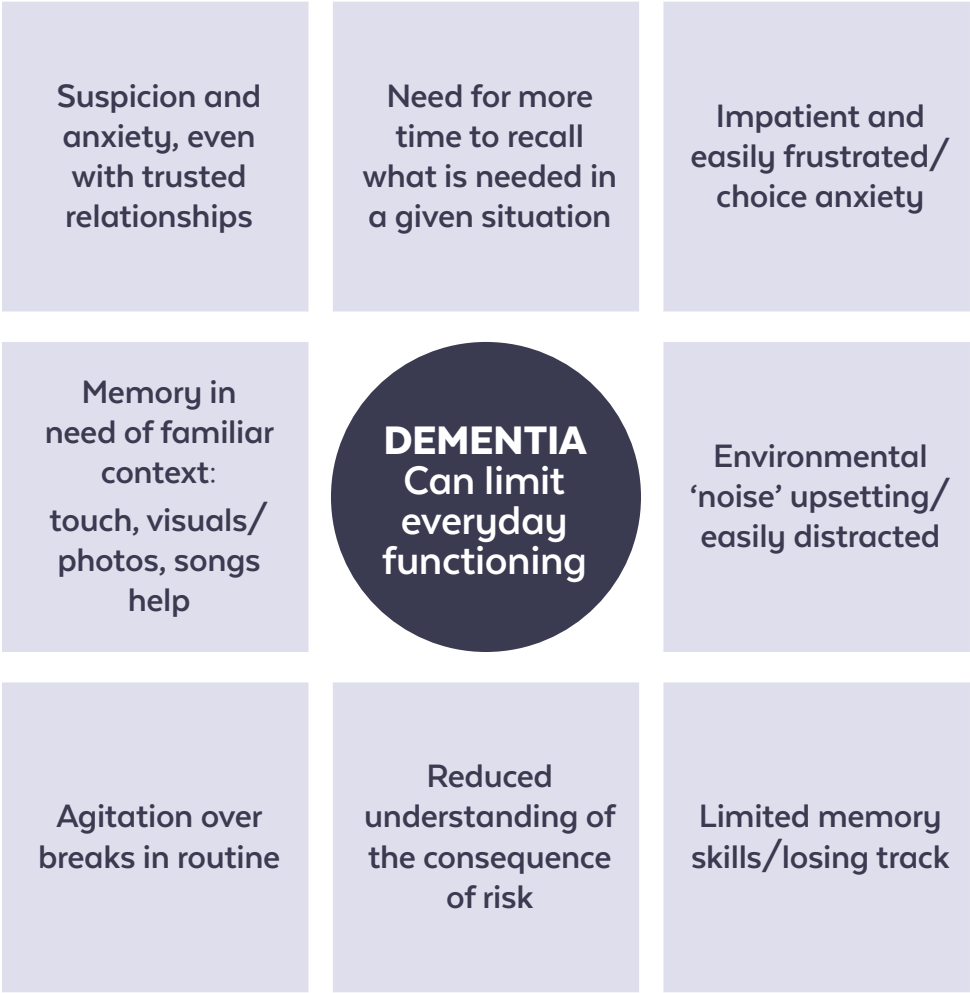 Suspicion and
anxiety, even
with trusted
relationships
Need for more
time to recall
what is needed in
a given situation
Impatient and
easily frustrated/
choice anxiety
Memory in
need of familiar
context:
touch, visuals/
photos, songs
help
DEMENTIA
Can limit
everyday
functioning
Environmental
‘noise’ upsetting/
easily distracted
Agitation over
breaks in routine
Reduced
understanding of
the consequence
of risk
Limited memory
skills/losing track